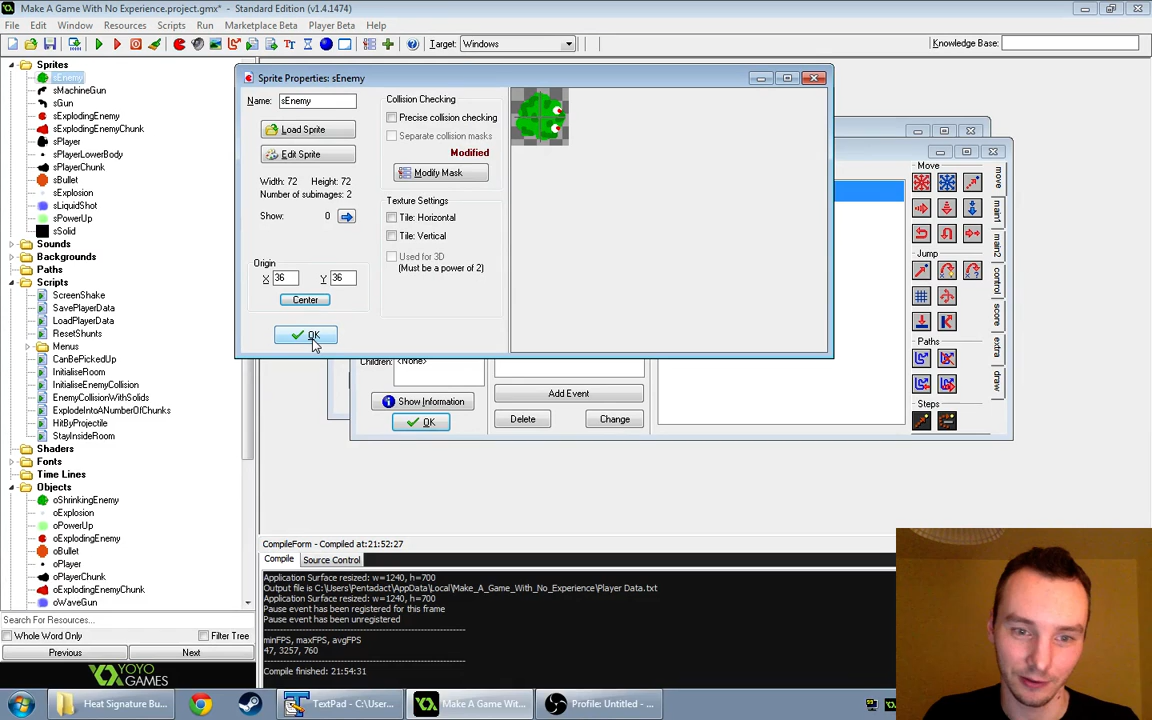 Make A Game With No Experience.project.gmx* - Standard Edition (v1.4.1474)
File Edit Window Resources Scripts Run Marketplace Beta Player Beta Help
Target: Windows
Knowledge Base:
Sprites
sEnemy
sMachineGun
sGun
sExplodingEnemy
sExplodingEnemyChunk
sPlayer
sPlayerLowerBody
sPlayerChunk
sBullet
sExplosion
sLiquidShot
sPowerUp
sSolid
Sounds
Backgrounds
Paths
Scripts
ScreenShake
SavePlayerData
LoadPlayerData
ResetShunts
Menus
CanBePickedUp
InitialiseRoom
InitialiseEnemyCollision
EnemyCollisionWithSolids
ExplodeIntoANumberOfChunks
HitByProjectile
StayInsideRoom
Shaders
Fonts
Time Lines
Objects
oShrinkingEnemy
oExplosion
oPowerUp
oExplodingEnemy
oBullet
oPlayer
oPlayerChunk
oExplodingEnemyChunk
oWaveGun
Search For Resources...
Whole Word Only Filter Tree
Previous Next
YOYO
GAMES
Sprite Properties: sEnemy
Name: sEnemy
Load Sprite
Edit Sprite
Width: 72 Height: 72
Number of subimages: 2
Show: 0
Origin
X 36 Y 36
Center
OK
Collision Checking
Precise collision checking
Separate collision masks
Modified
Modify Mask
Texture Settings
Tile: Horizontal
Tile: Vertical
Used for 3D
(Must be a power of 2)
Children: <None>
Show Information
OK
Add Event
Delete Change
Move
Jump
Paths
Steps
move
main1
main2
control
score
extra
draw
CompileForm - Compiled at:21:52:27
Compile Source Control
Application Surface resized: w=1240, h=700
Output file is C:\Users\Pentadact\AppData\Local\Make_A_Game_With_No_Experience\Player Data.txt
Application Surface resized: w=1240, h=700
Pause event has been registered for this frame
Pause event has been unregistered
minFPS, maxFPS, avgFPS
47, 3257, 760
Compile finished: 21:54:31
Heat Signature Bu...
TextPad - C:\User...
Make A Game Wit...
Profile: Untitled - ...